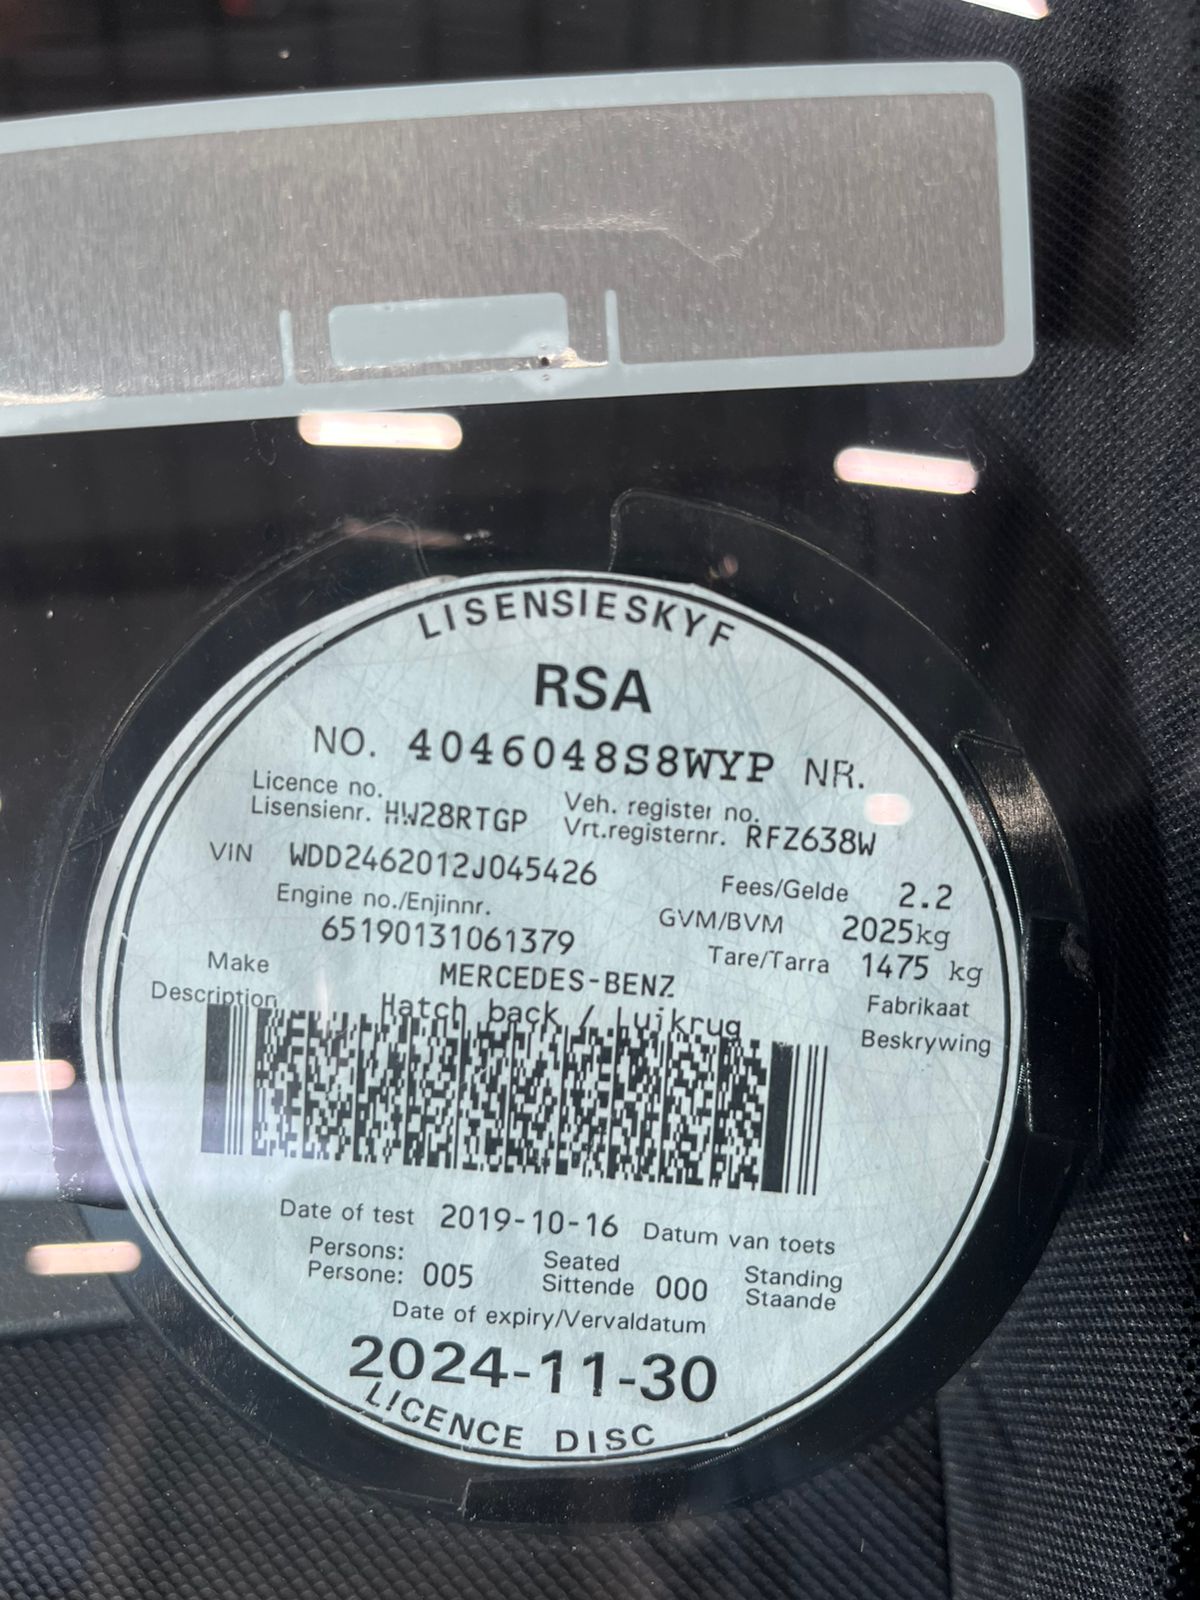 LISENSIESKYF
RSA
NO. 4046048S8WYP NR.
Licence no.
Lisensienr. HW28RTGP
Veh. register no.
Vrt.registernr. RFZ638W
VIN WDD2462012J045426
Fees/Gelde 2.2
Engine no./Enjinnr.
65190131061379
GVM/BVM 2025kg
Tare/Tarra 1475 kg
Make MERCEDES-BENZ Fabrikaat
Description Hatch back / Luikrug Beskrywing
Date of test 2019-10-16 Datum van toets
Persons:
Persone: 005
Seated
Sittende 000
Standing
Staande
Date of expiry/Vervaldatum
2024-11-30
LICENCE DISC